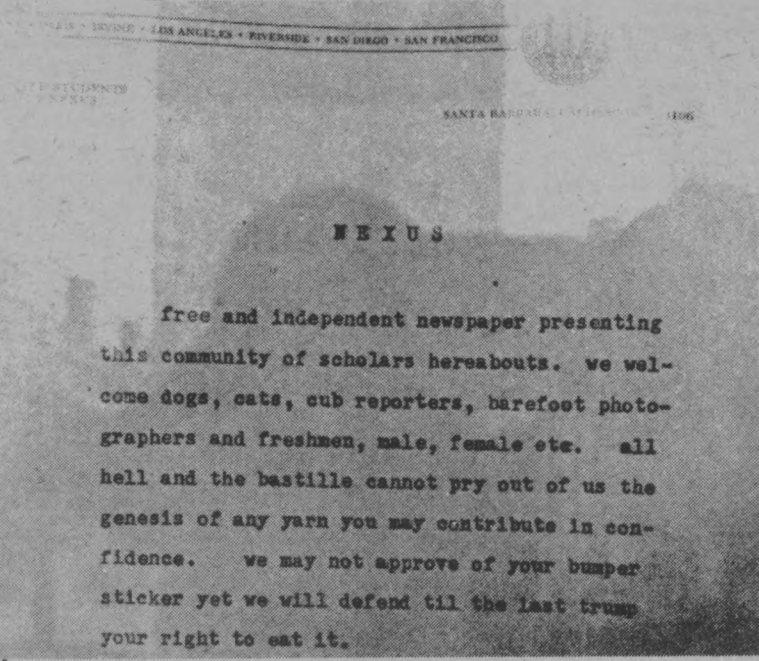 IRVINE • LOS ANGELES • RIVERSIDE • SAN DIEGO • SAN FRANCISCO
STUDENTS
SANTA BARBARA, CALIFORNIA
NEXUS
free and independent newspaper presenting
this community of scholars hereabouts. we wel-
come dogs, cats, cub reporters, barefoot photo-
graphers and freshmen, male, female etc. all
hell and the bastille cannot pry out of us the
genesis of any yarn you may contribute in con-
fidence. we may not approve of your bumper
sticker yet we will defend til the last trump
your right to eat it.